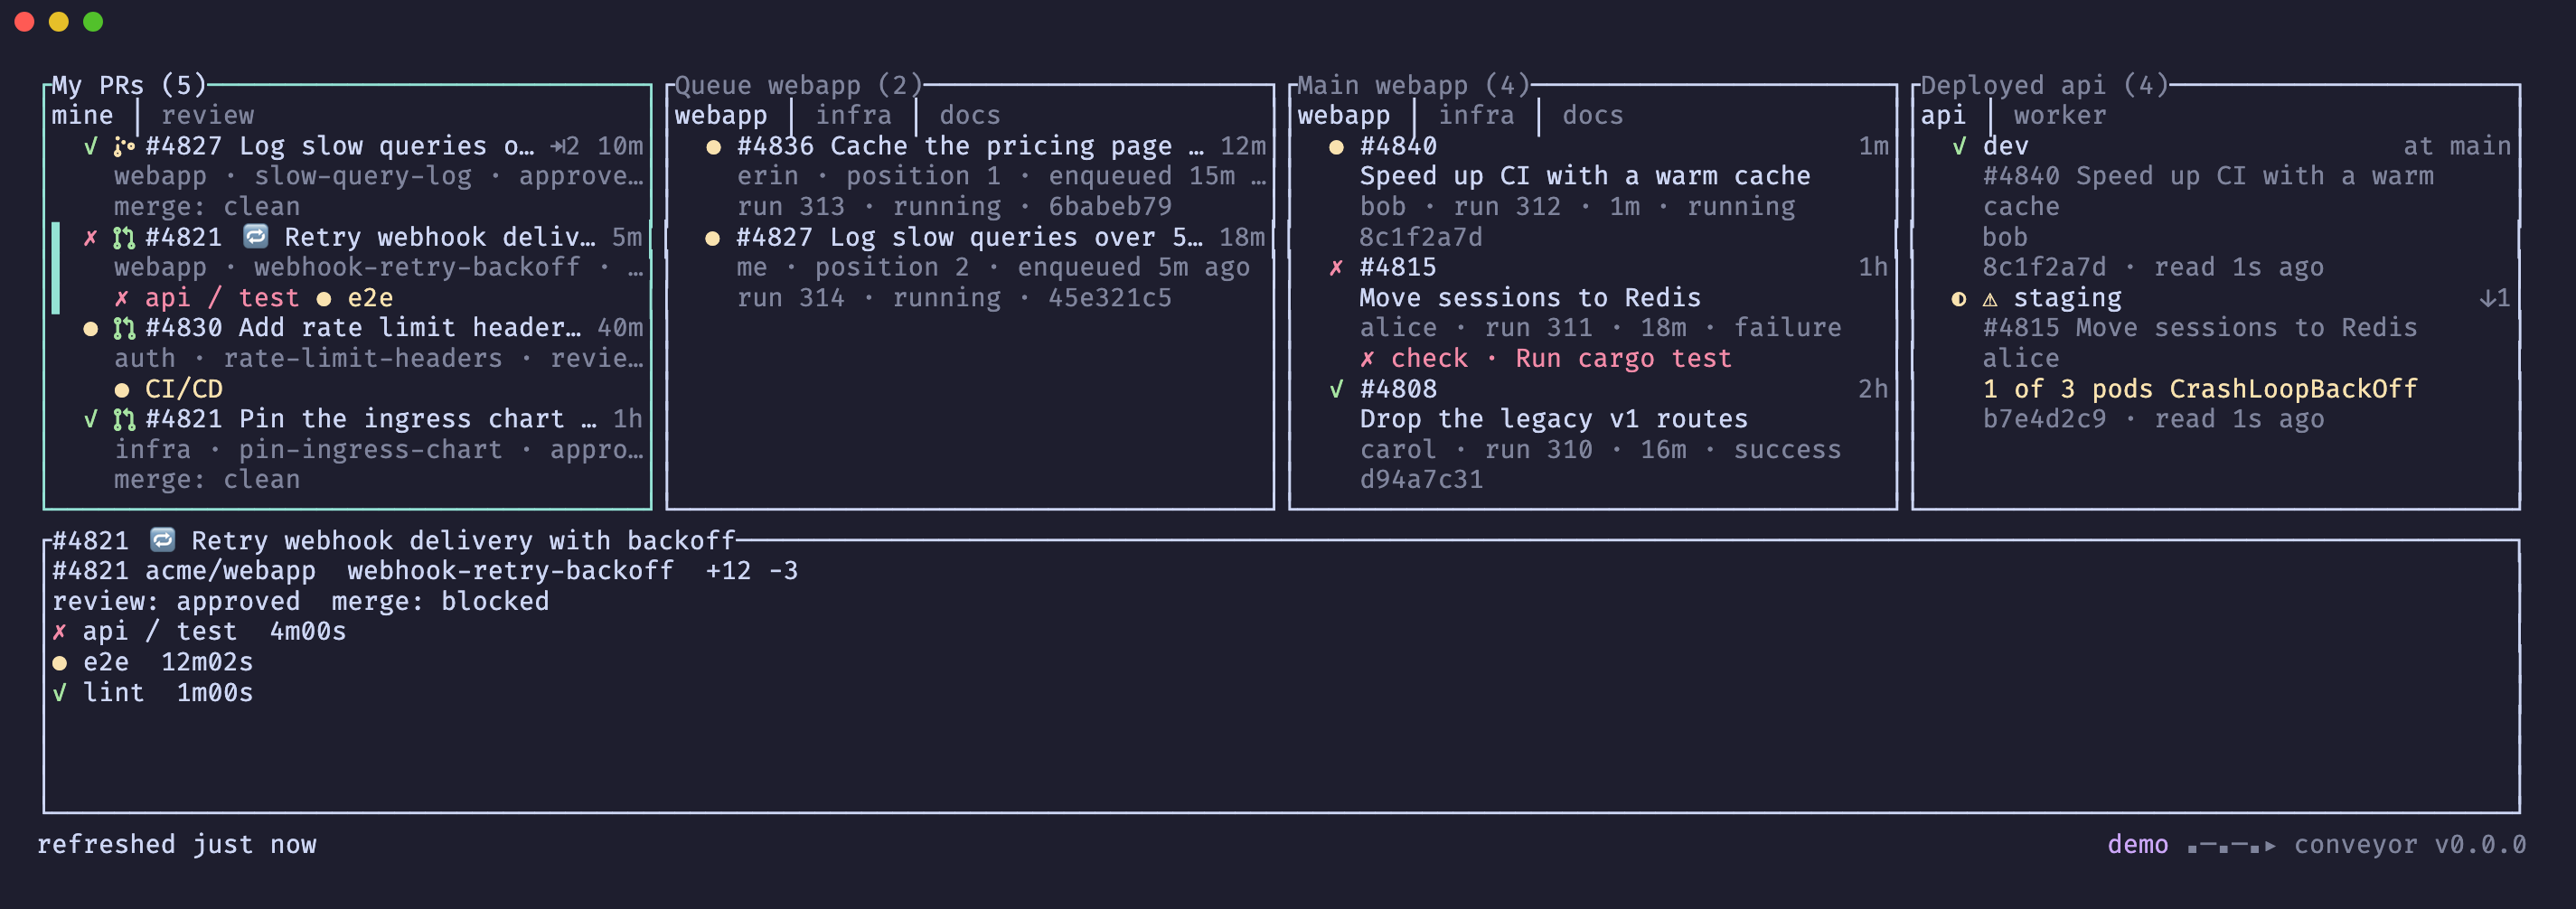 My PRs (5)
mine │ review
✓ #4827 Log slow queries o… ⇥2 10m
webapp · slow-query-log · approve…
merge: clean
✗ #4821 🔁 Retry webhook deliv… 5m
webapp · webhook-retry-backoff · …
✗ api / test ● e2e
● #4830 Add rate limit header… 40m
auth · rate-limit-headers · revie…
● CI/CD
✓ #4821 Pin the ingress chart … 1h
infra · pin-ingress-chart · appro…
merge: clean
Queue webapp (2)
webapp │ infra │ docs
● #4836 Cache the pricing page … 12m
erin · position 1 · enqueued 15m …
run 313 · running · 6babeb79
● #4827 Log slow queries over 5… 18m
me · position 2 · enqueued 5m ago
run 314 · running · 45e321c5
Main webapp (4)
webapp │ infra │ docs
● #4840 1m
Speed up CI with a warm cache
bob · run 312 · 1m · running
8c1f2a7d
✗ #4815 1h
Move sessions to Redis
alice · run 311 · 18m · failure
✗ check · Run cargo test
✓ #4808 2h
Drop the legacy v1 routes
carol · run 310 · 16m · success
d94a7c31
Deployed api (4)
api │ worker
✓ dev at main
#4840 Speed up CI with a warm
cache
bob
8c1f2a7d · read 1s ago
◐ ⚠ staging ↓1
#4815 Move sessions to Redis
alice
1 of 3 pods CrashLoopBackOff
b7e4d2c9 · read 1s ago
#4821 🔁 Retry webhook delivery with backoff
#4821 acme/webapp webhook-retry-backoff +12 -3
review: approved merge: blocked
✗ api / test 4m00s
● e2e 12m02s
✓ lint 1m00s
refreshed just now
demo ▪─▪─▪▸ conveyor v0.0.0